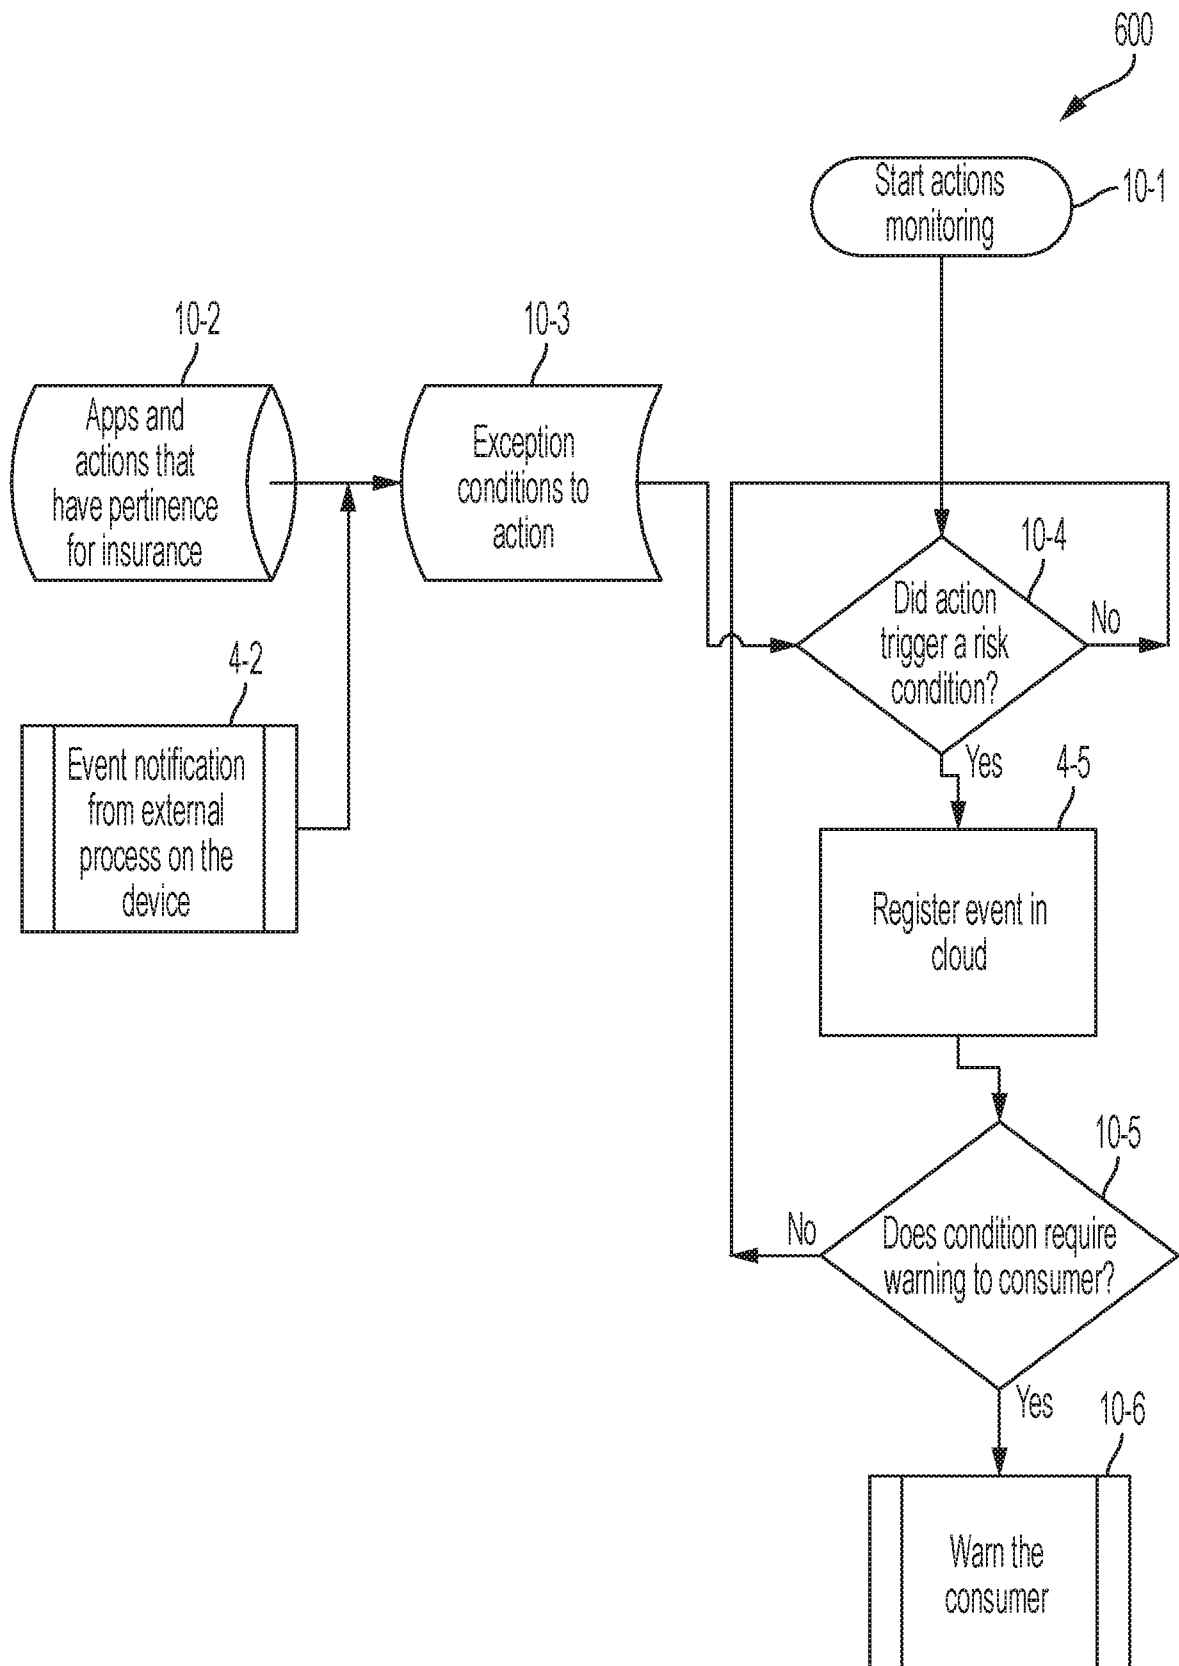 600
Start actions
monitoring
10-1
10-2
Apps and
actions that
have pertinence
for insurance
10-3
Exception
conditions to
action
10-4
Did action
trigger a risk
condition?
No
Yes
4-2
Event notification
from external
process on the
device
4-5
Register event in
cloud
10-5
Does condition require
warning to consumer?
No
Yes
10-6
Warn the
consumer